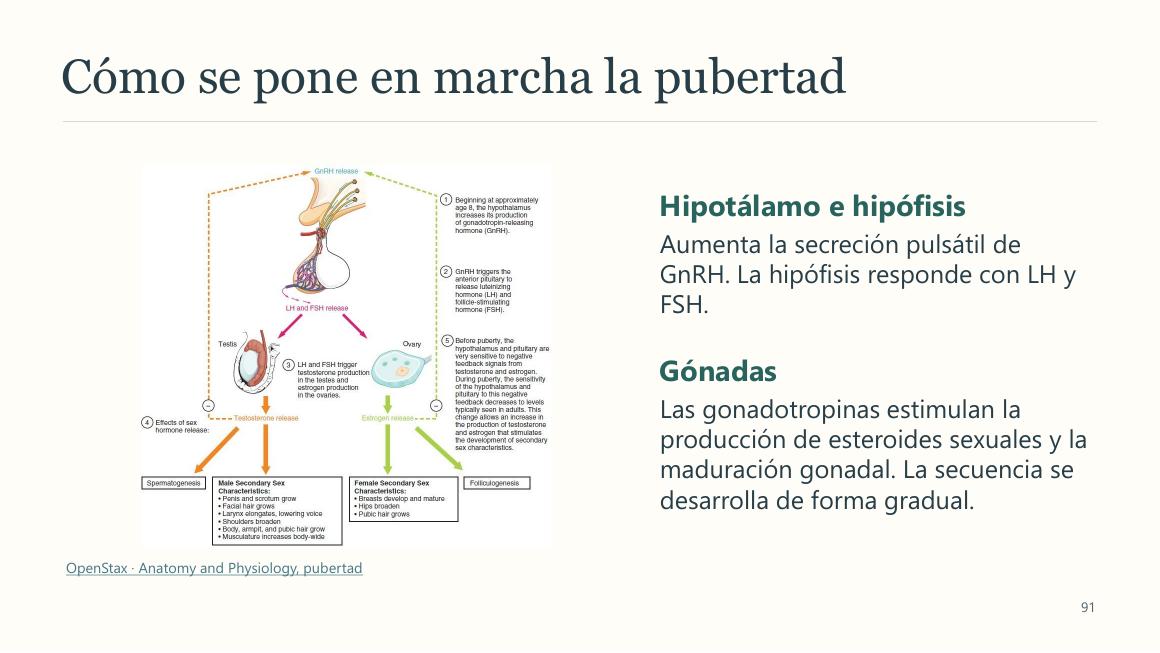 Cómo se pone en marcha la pubertad
GnRH release
1 Beginning at approximately
age 8, the hypothalamus
increases its production
of gonadotropin-releasing
hormone (GnRH).
2 GnRH triggers the
anterior pituitary to
release luteinizing
hormone (LH) and
follicle-stimulating
hormone (FSH).
LH and FSH release
Testis
Ovary
3 LH and FSH trigger
testosterone production
in the testes and
estrogen production
in the ovaries.
5 Before puberty, the
hypothalamus and pituitary are
very sensitive to negative
feedback signals from
testosterone and estrogen.
During puberty, the sensitivity
of the hypothalamus and
pituitary to this negative
feedback decreases to levels
typically seen in adults. This
change allows an increase in
the production of testosterone
and estrogen that stimulates
the development of secondary
sex characteristics.
–
–
Testosterone release
Estrogen release
4 Effects of sex
hormone release:
Spermatogenesis
Male Secondary Sex
Characteristics:
• Penis and scrotum grow
• Facial hair grows
• Larynx elongates, lowering voice
• Shoulders broaden
• Body, armpit, and pubic hair grow
• Musculature increases body-wide
Female Secondary Sex
Characteristics:
• Breasts develop and mature
• Hips broaden
• Pubic hair grows
Folliculogenesis
OpenStax · Anatomy and Physiology, pubertad
Hipotálamo e hipófisis
Aumenta la secreción pulsátil de
GnRH. La hipófisis responde con LH y
FSH.
Gónadas
Las gonadotropinas estimulan la
producción de esteroides sexuales y la
maduración gonadal. La secuencia se
desarrolla de forma gradual.
91